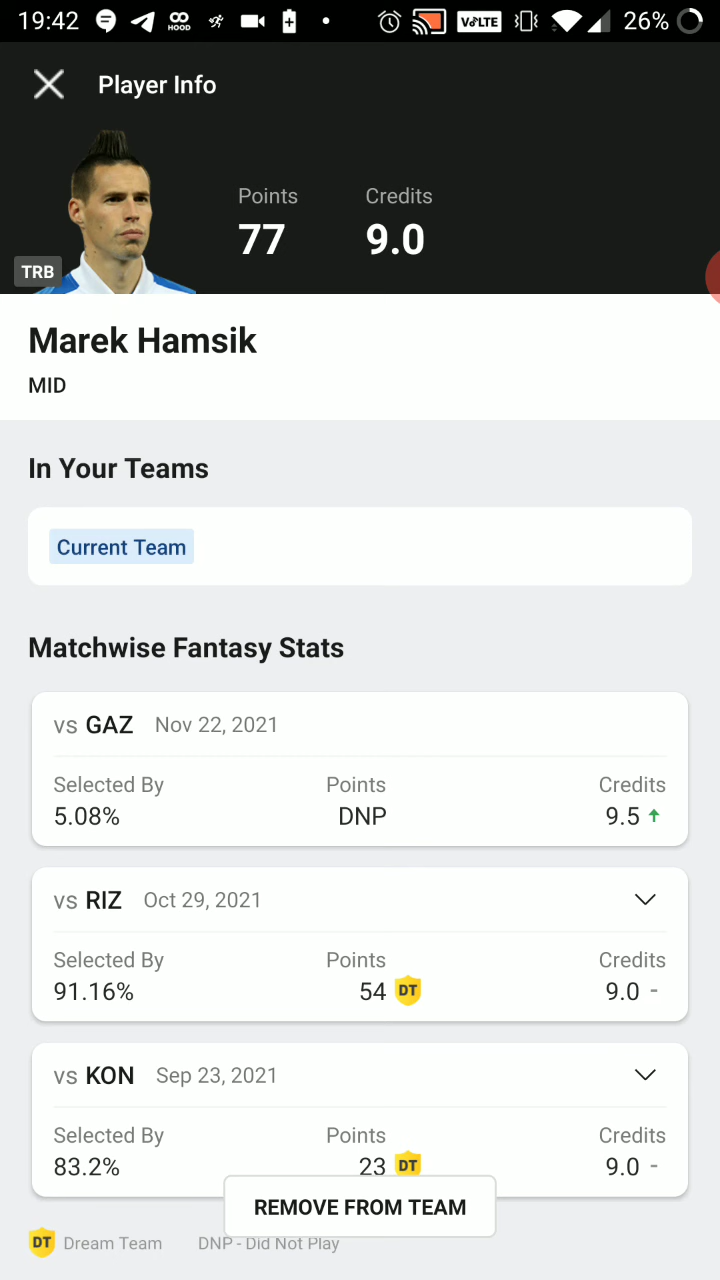 19:42 HOOD VoLTE 26%
Player Info
Points Credits
77 9.0
TRB
Marek Hamsik
MID
In Your Teams
Current Team
Matchwise Fantasy Stats
vs GAZ Nov 22, 2021
Selected By Points Credits
5.08% DNP 9.5
vs RIZ Oct 29, 2021
Selected By Points Credits
91.16% 54 DT 9.0 -
vs KON Sep 23, 2021
Selected By Points Credits
83.2% 23 DT 9.0 -
REMOVE FROM TEAM
DT Dream Team DNP - Did Not Play